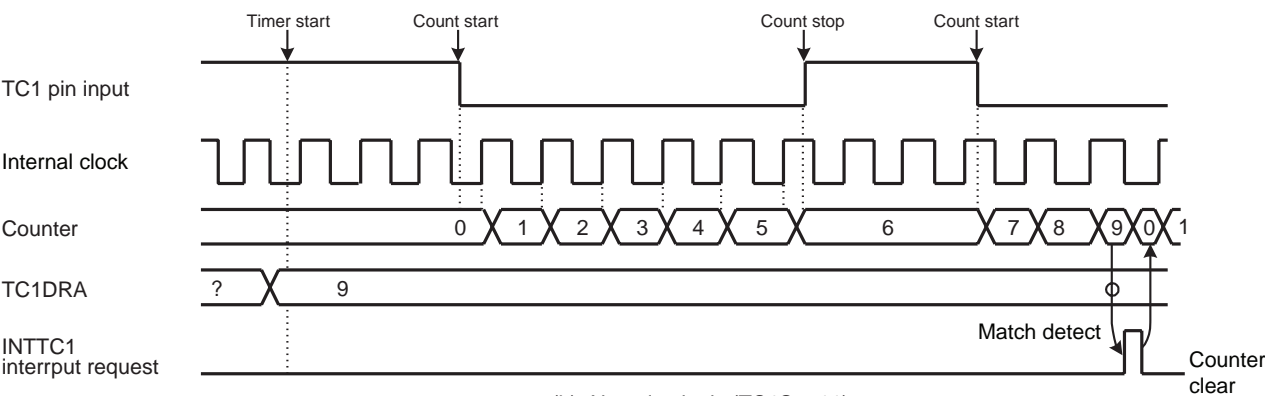 Timer start
Count start
Count stop
Count start
TC1 pin input
Internal clock
Counter
0 1 2 3 4 5 6 7 8 9 0 1
TC1DRA
? 9
Match detect
INTTC1
interrput request
Counter
clear